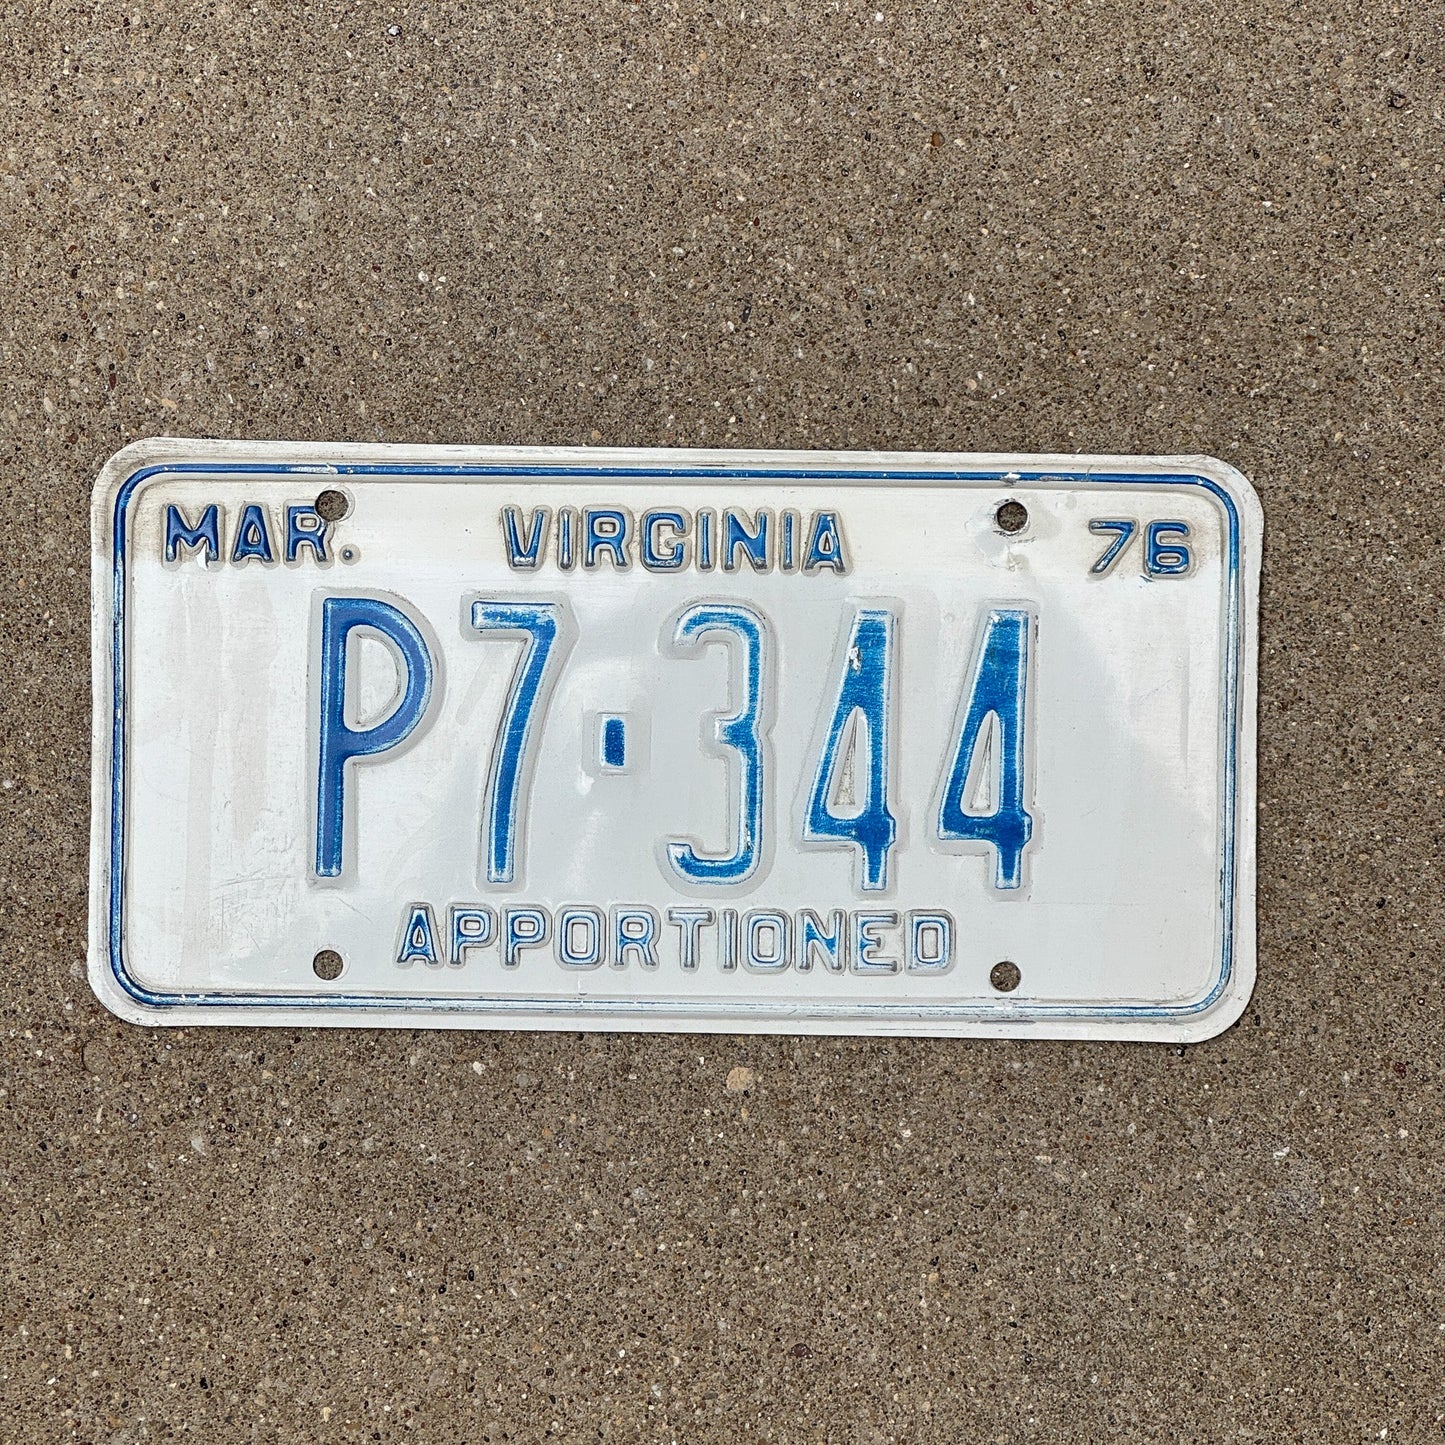 MAR. VIRGINIA 76
P7-344
APPORTIONED